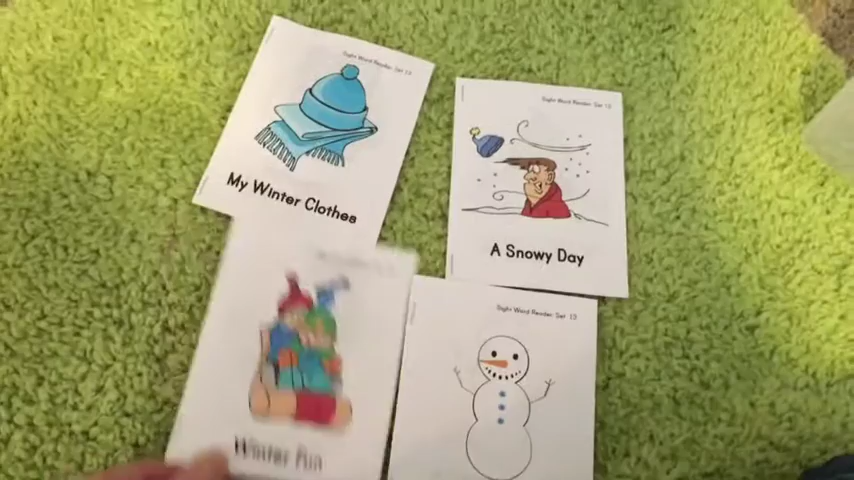 Sight Word Reader: Set 13
My Winter Clothes
Sight Word Reader: Set 13
A Snowy Day
Winter Fun
Sight Word Reader: Set 13